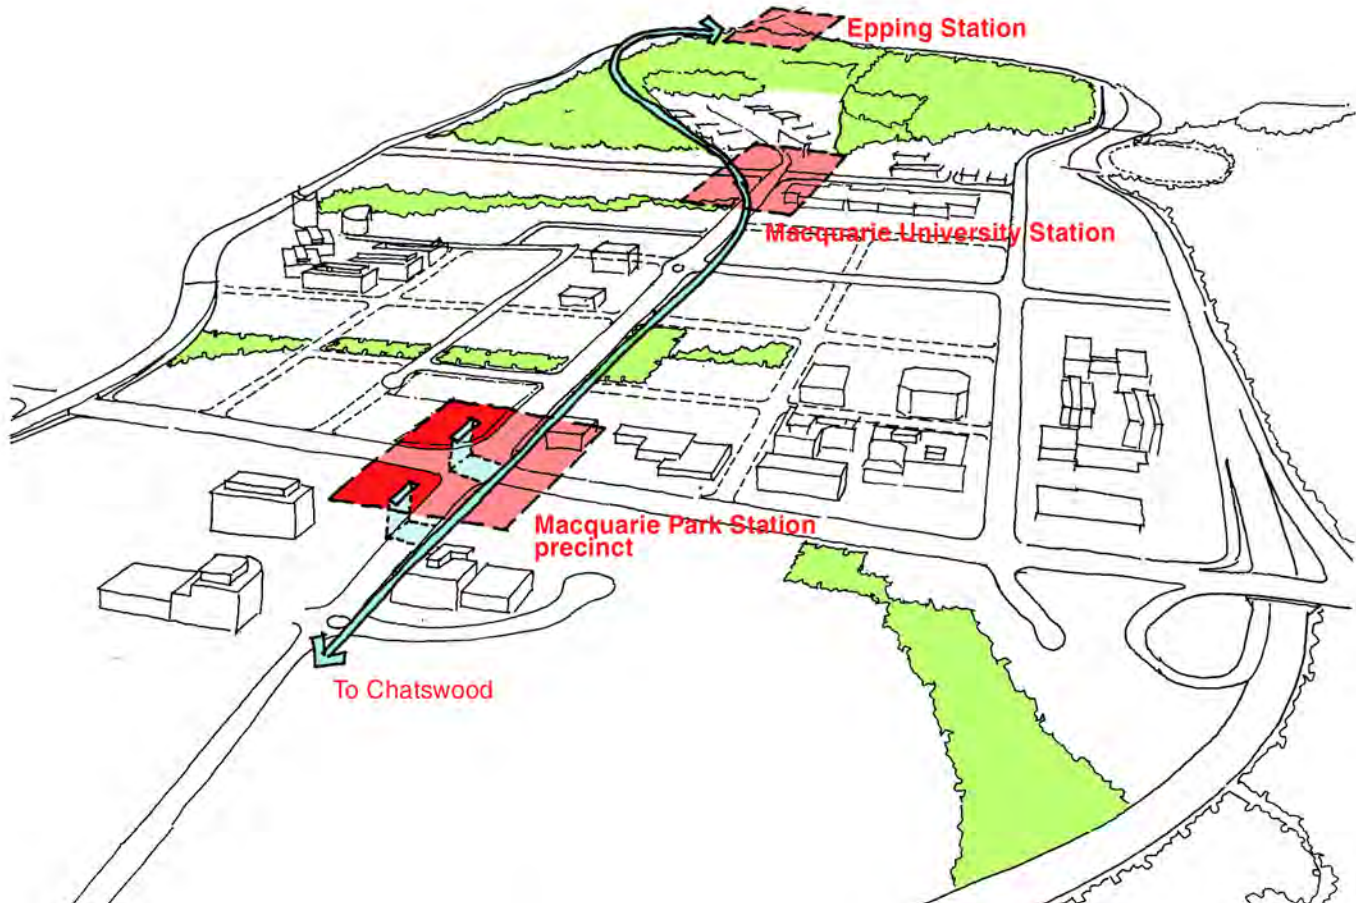 Epping Station
Macquarie University Station
Macquarie Park Station
precinct
To Chatswood